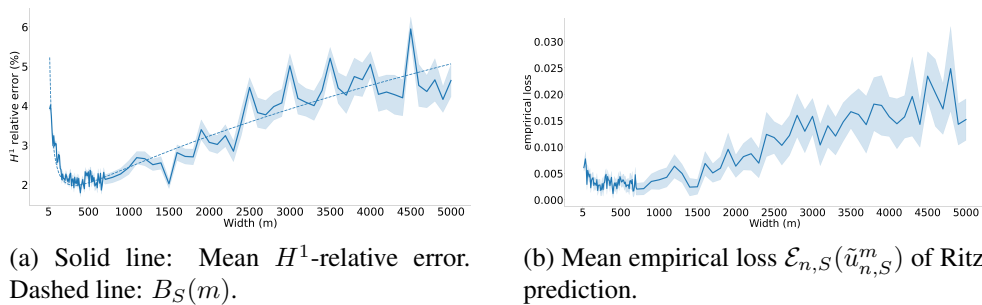 6
5
4
3
2
H¹ relative error (%)
5 500 1000 1500 2000 2500 3000 3500 4000 4500 5000
Width (m)
0.030
0.025
0.020
0.015
0.010
0.005
0.000
emprirical loss
5 500 1000 1500 2000 2500 3000 3500 4000 4500 5000
Width (m)
(a) Solid line: Mean H¹-relative error.
Dashed line: B_S(m).
(b) Mean empirical loss ℰ_{n,S}(ũ^m_{n,S}) of Ritz
prediction.